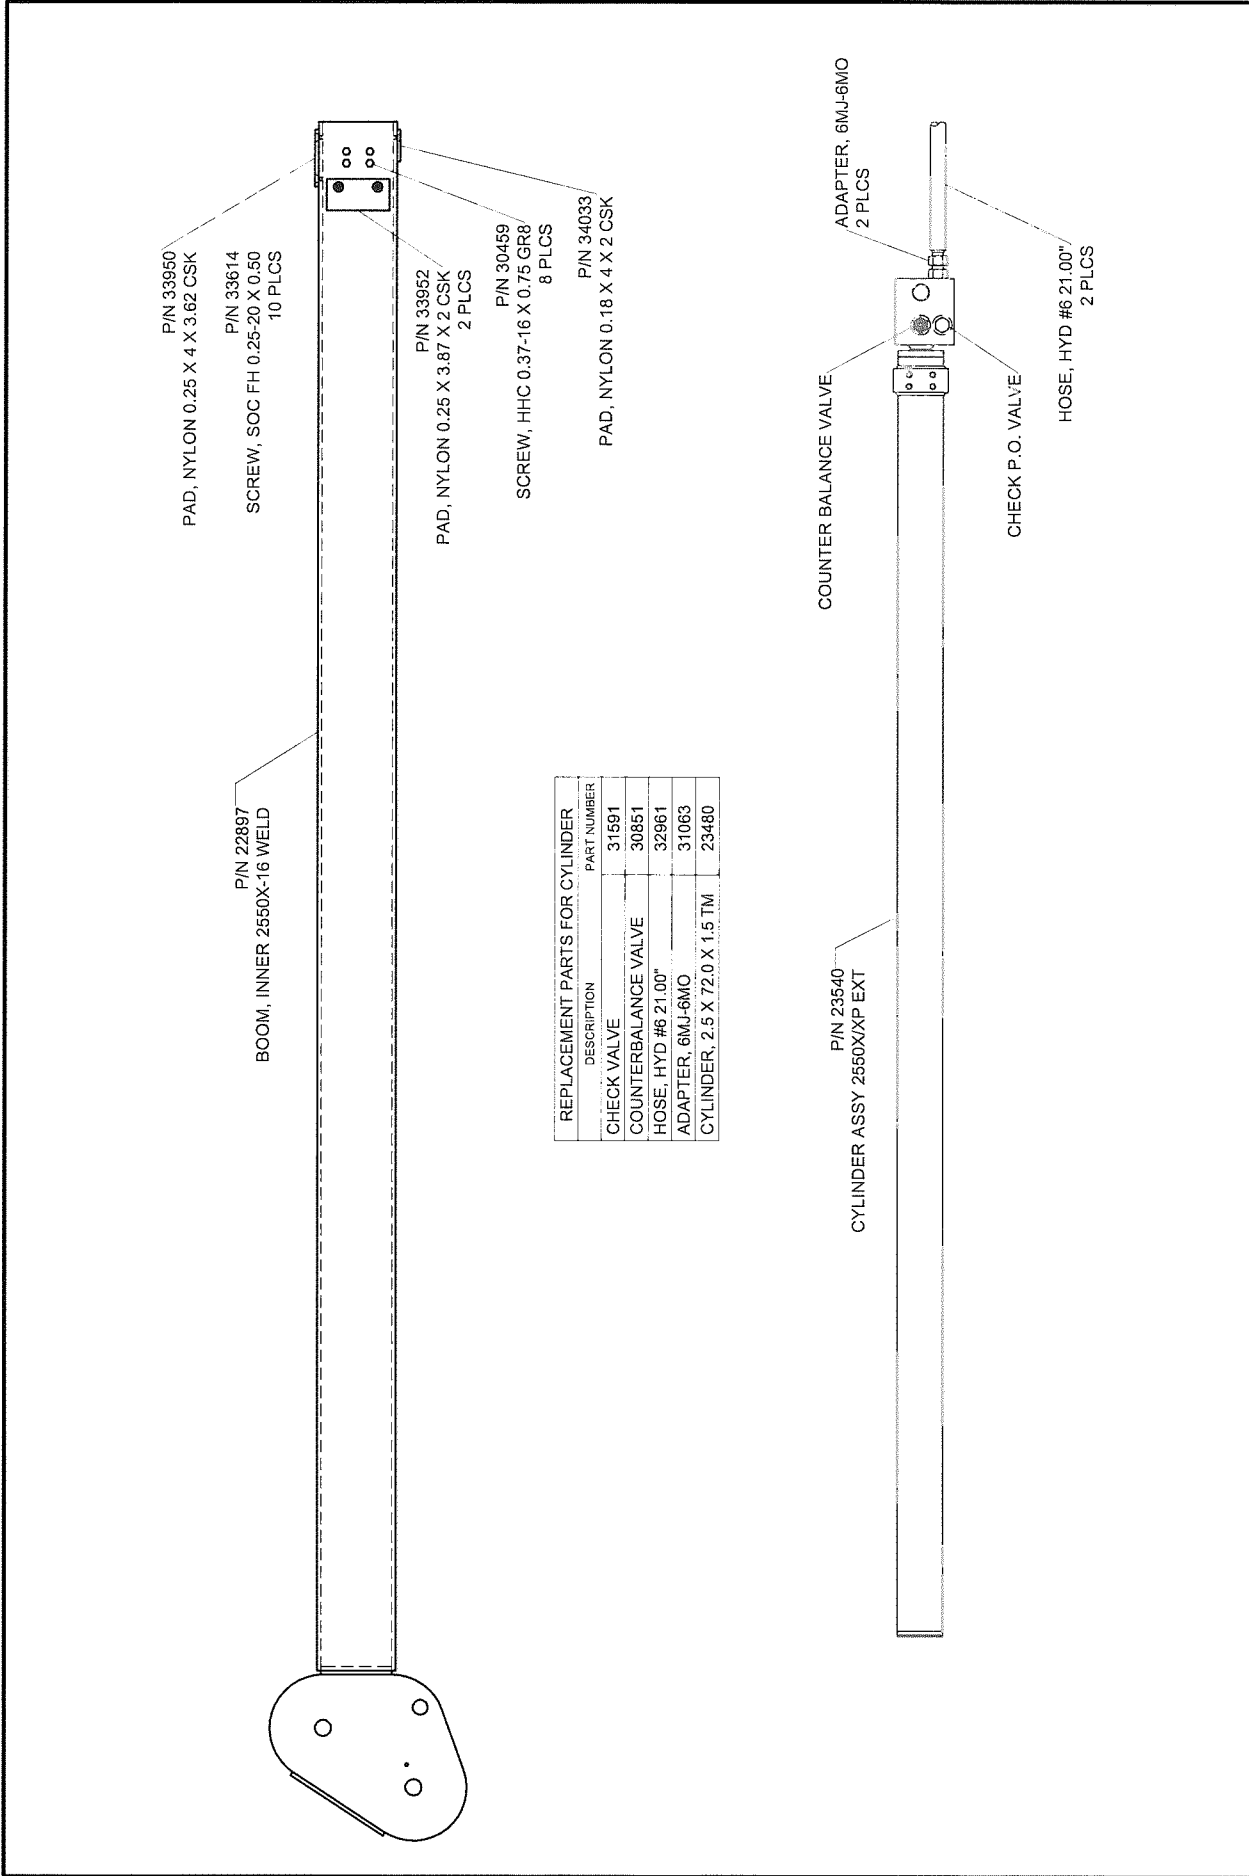 P/N 22897
BOOM, INNER 2550X-16 WELD
P/N 33950
PAD, NYLON 0.25 X 4 X 3.62 CSK
P/N 33614
SCREW, SOC FH 0.25-20 X 0.50
10 PLCS
P/N 33952
PAD, NYLON 0.25 X 3.87 X 2 CSK
2 PLCS
P/N 30459
SCREW, HHC 0.37-16 X 0.75 GR8
8 PLCS
P/N 34033
PAD, NYLON 0.18 X 4 X 2 CSK
REPLACEMENT PARTS FOR CYLINDER
DESCRIPTION PART NUMBER
CHECK VALVE 31591
COUNTERBALANCE VALVE 30851
HOSE, HYD #6 21.00" 32961
ADAPTER, 6MJ-6MO 31063
CYLINDER, 2.5 X 72.0 X 1.5 TM 23480
P/N 23540
CYLINDER ASSY 2550X/XP EXT
COUNTER BALANCE VALVE
ADAPTER, 6MJ-6MO
2 PLCS
CHECK P.O. VALVE
HOSE, HYD #6 21.00"
2 PLCS